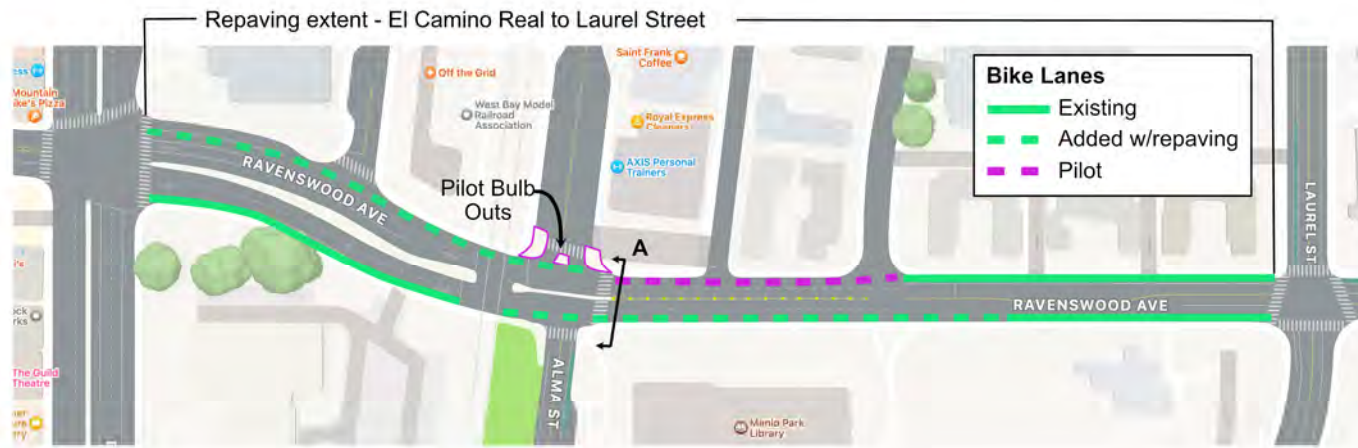 Repaving extent - El Camino Real to Laurel Street
Saint Frank
Coffee
Off the Grid
Mountain
Mike's Pizza
West Bay Model
Railroad
Association
Royal Express
Cleaners
AXIS Personal
Trainers
Bike Lanes
Existing
Added w/repaving
Pilot
RAVENSWOOD AVE
Pilot Bulb
Outs
A
LAUREL ST
RAVENSWOOD AVE
The Guild
Theatre
ALMA ST
Menlo Park
Library